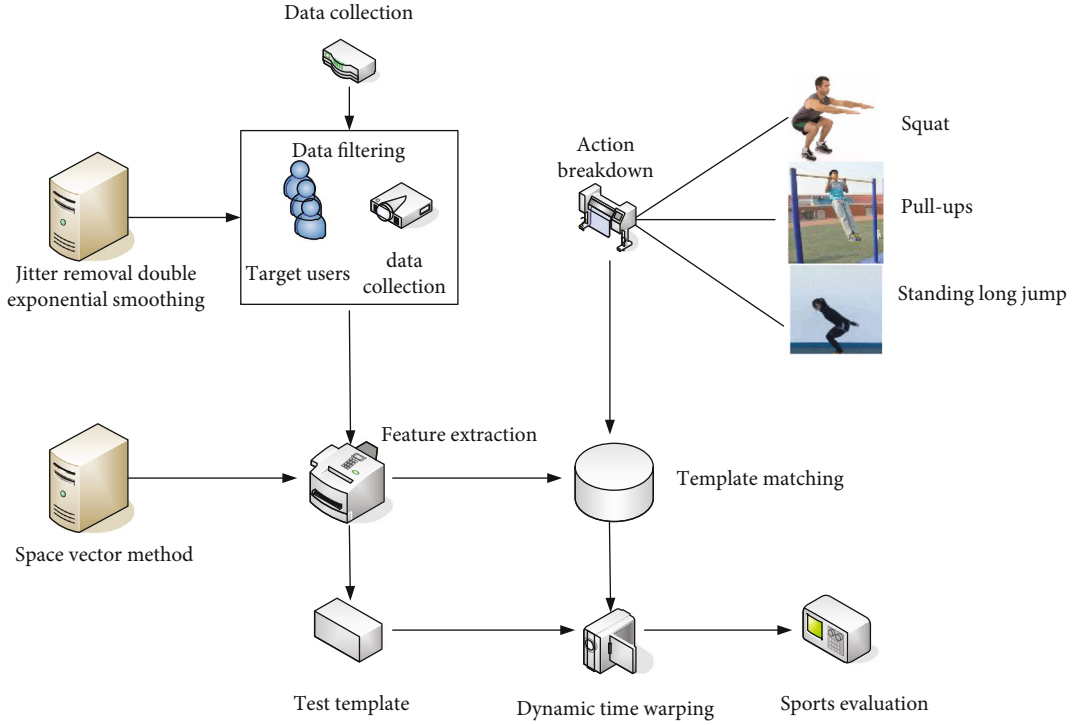 Data collection
Data filtering
Target users
data
collection
Jitter removal double
exponential smoothing
Action
breakdown
Squat
Pull-ups
Standing long jump
Feature extraction
Template matching
Space vector method
Test template
Dynamic time warping
Sports evaluation